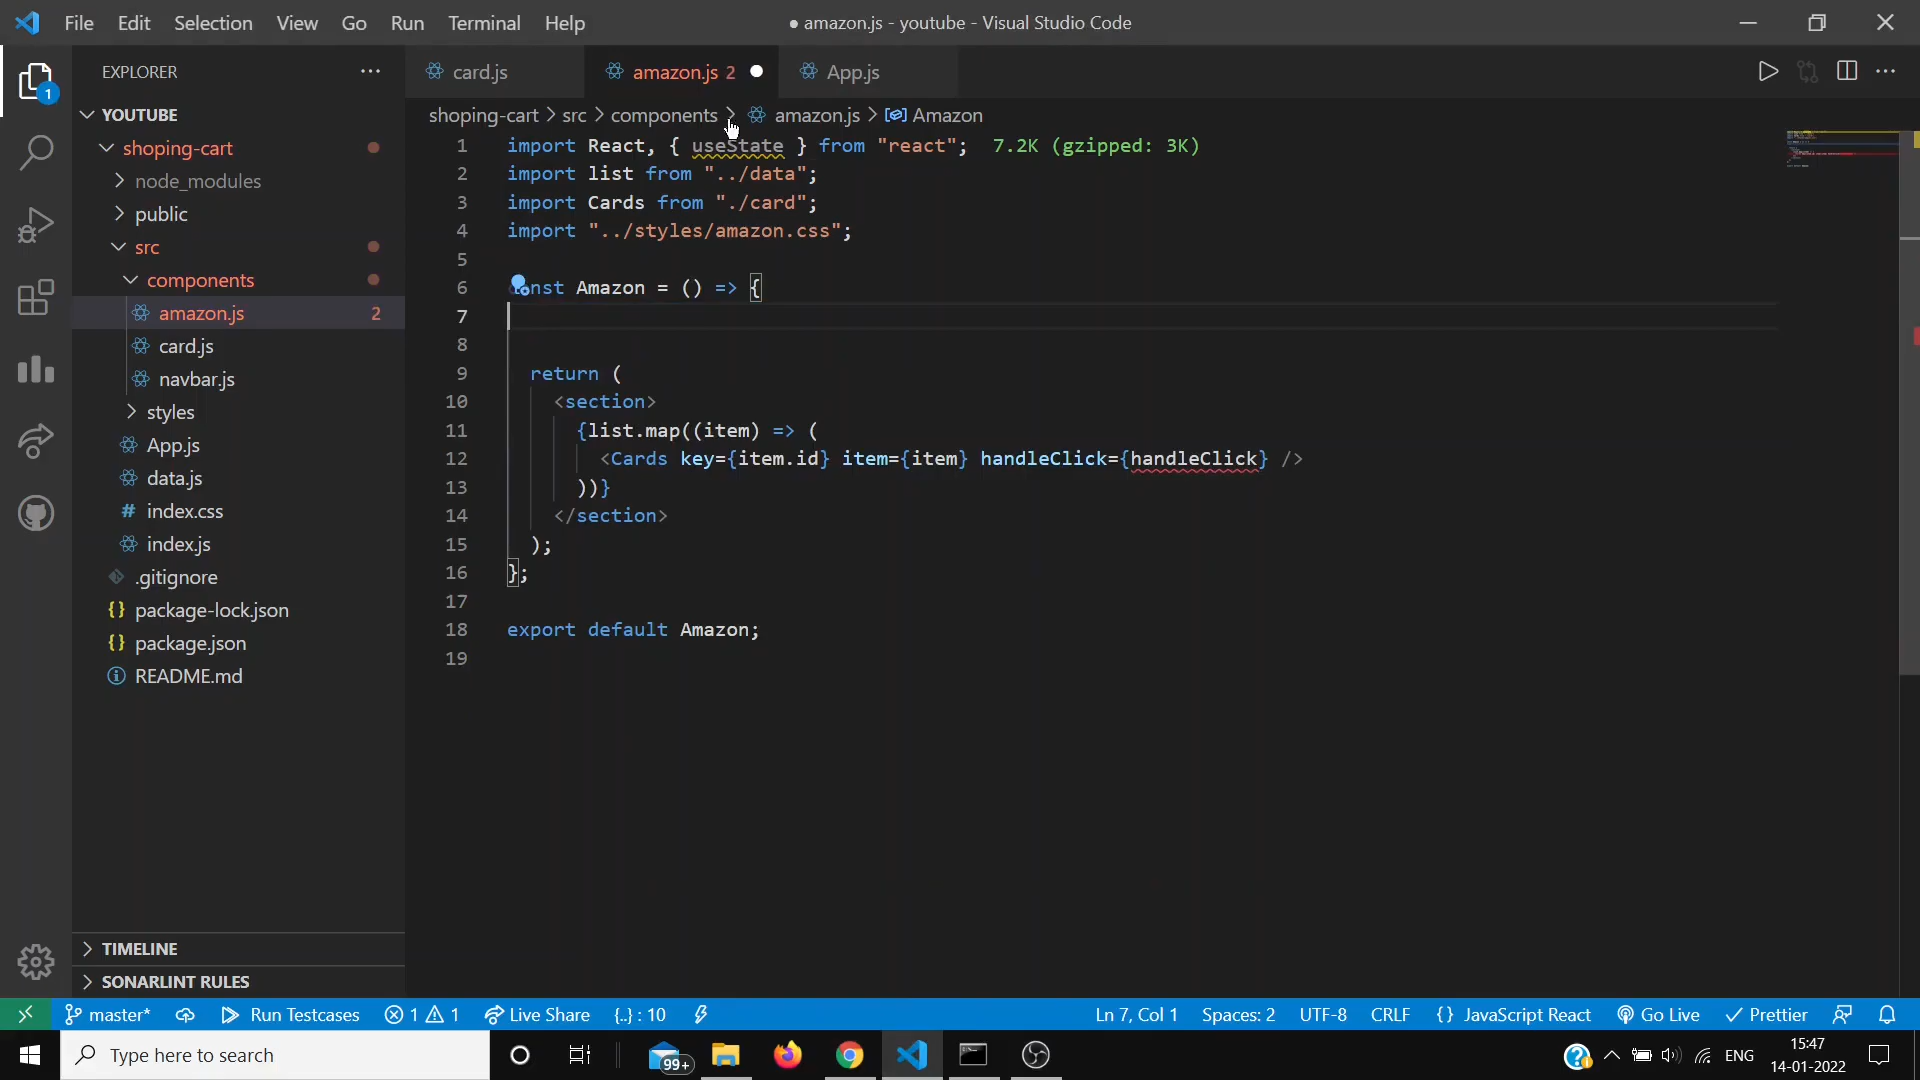 File Edit Selection View Go Run Terminal Help
● amazon.js - youtube - Visual Studio Code
EXPLORER
1
YOUTUBE
shoping-cart
node_modules
public
src
components
amazon.js 2
card.js
navbar.js
styles
App.js
data.js
# index.css
index.js
.gitignore
{} package-lock.json
{} package.json
README.md
TIMELINE
SONARLINT RULES
card.js
amazon.js 2
App.js
shoping-cart > src > components > amazon.js > Amazon
1 import React, { useState } from "react"; 7.2K (gzipped: 3K)
2 import list from "../data";
3 import Cards from "./card";
4 import "../styles/amazon.css";
5
6 nst Amazon = () => {
7
8
9 return (
10 <section>
11 {list.map((item) => (
12 <Cards key={item.id} item={item} handleClick={handleClick} />
13 ))}
14 </section>
15 );
16 };
17
18 export default Amazon;
19
master* Run Testcases 1 1 Live Share {..} : 10 Ln 7, Col 1 Spaces: 2 UTF-8 CRLF {} JavaScript React Go Live Prettier
Type here to search
99+
ENG
15:47
14-01-2022